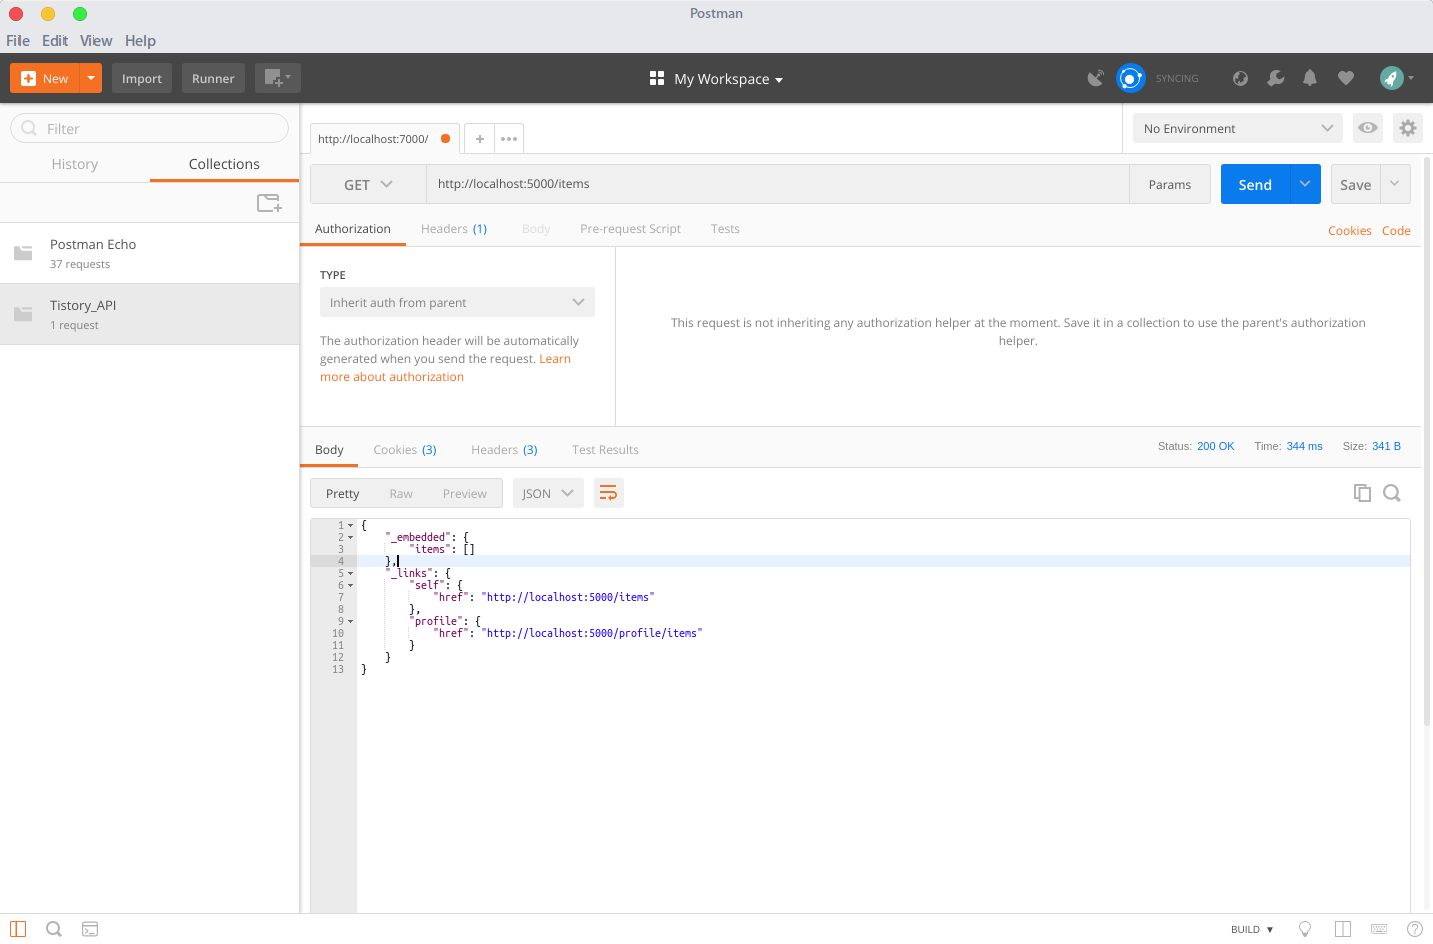 Postman
File Edit View Help
New Import Runner My Workspace SYNCING
Filter
History Collections
Postman Echo
37 requests
Tistory_API
1 request
http://localhost:7000/ + ••• No Environment
GET http://localhost:5000/items Params Send Save
Authorization Headers (1) Body Pre-request Script Tests Cookies Code
TYPE
Inherit auth from parent
The authorization header will be automatically
generated when you send the request. Learn
more about authorization
This request is not inheriting any authorization helper at the moment. Save it in a collection to use the parent's authorization
helper.
Body Cookies (3) Headers (3) Test Results Status: 200 OK Time: 344 ms Size: 341 B
Pretty Raw Preview JSON
1 {
2 "_embedded": {
3 "items": []
4 },
5 "_links": {
6 "self": {
7 "href": "http://localhost:5000/items"
8 },
9 "profile": {
10 "href": "http://localhost:5000/profile/items"
11 }
12 }
13 }
BUILD